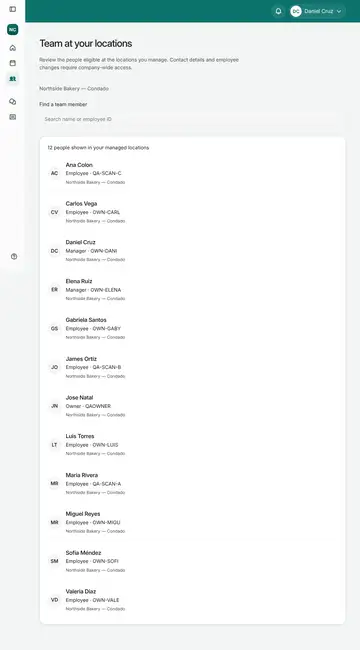 NC
DC Daniel Cruz
Team at your locations
Review the people eligible at the locations you manage. Contact details and employee
changes require company-wide access.
Northside Bakery — Condado
Find a team member
Search name or employee ID
12 people shown in your managed locations
Ana Colon
AC Employee · QA-SCAN-C
Northside Bakery — Condado
Carlos Vega
CV Employee · OWN-CARL
Northside Bakery — Condado
Daniel Cruz
DC Manager · OWN-DANI
Northside Bakery — Condado
Elena Ruiz
ER Manager · OWN-ELENA
Northside Bakery — Condado
Gabriela Santos
GS Employee · OWN-GABY
Northside Bakery — Condado
James Ortiz
JO Employee · QA-SCAN-B
Northside Bakery — Condado
Jose Natal
JN Owner · QAOWNER
Northside Bakery — Condado
Luis Torres
LT Employee · OWN-LUIS
Northside Bakery — Condado
Maria Rivera
MR Employee · QA-SCAN-A
Northside Bakery — Condado
Miguel Reyes
MR Employee · OWN-MIGU
Northside Bakery — Condado
Sofía Méndez
SM Employee · OWN-SOFI
Northside Bakery — Condado
Valeria Díaz
VD Employee · OWN-VALE
Northside Bakery — Condado